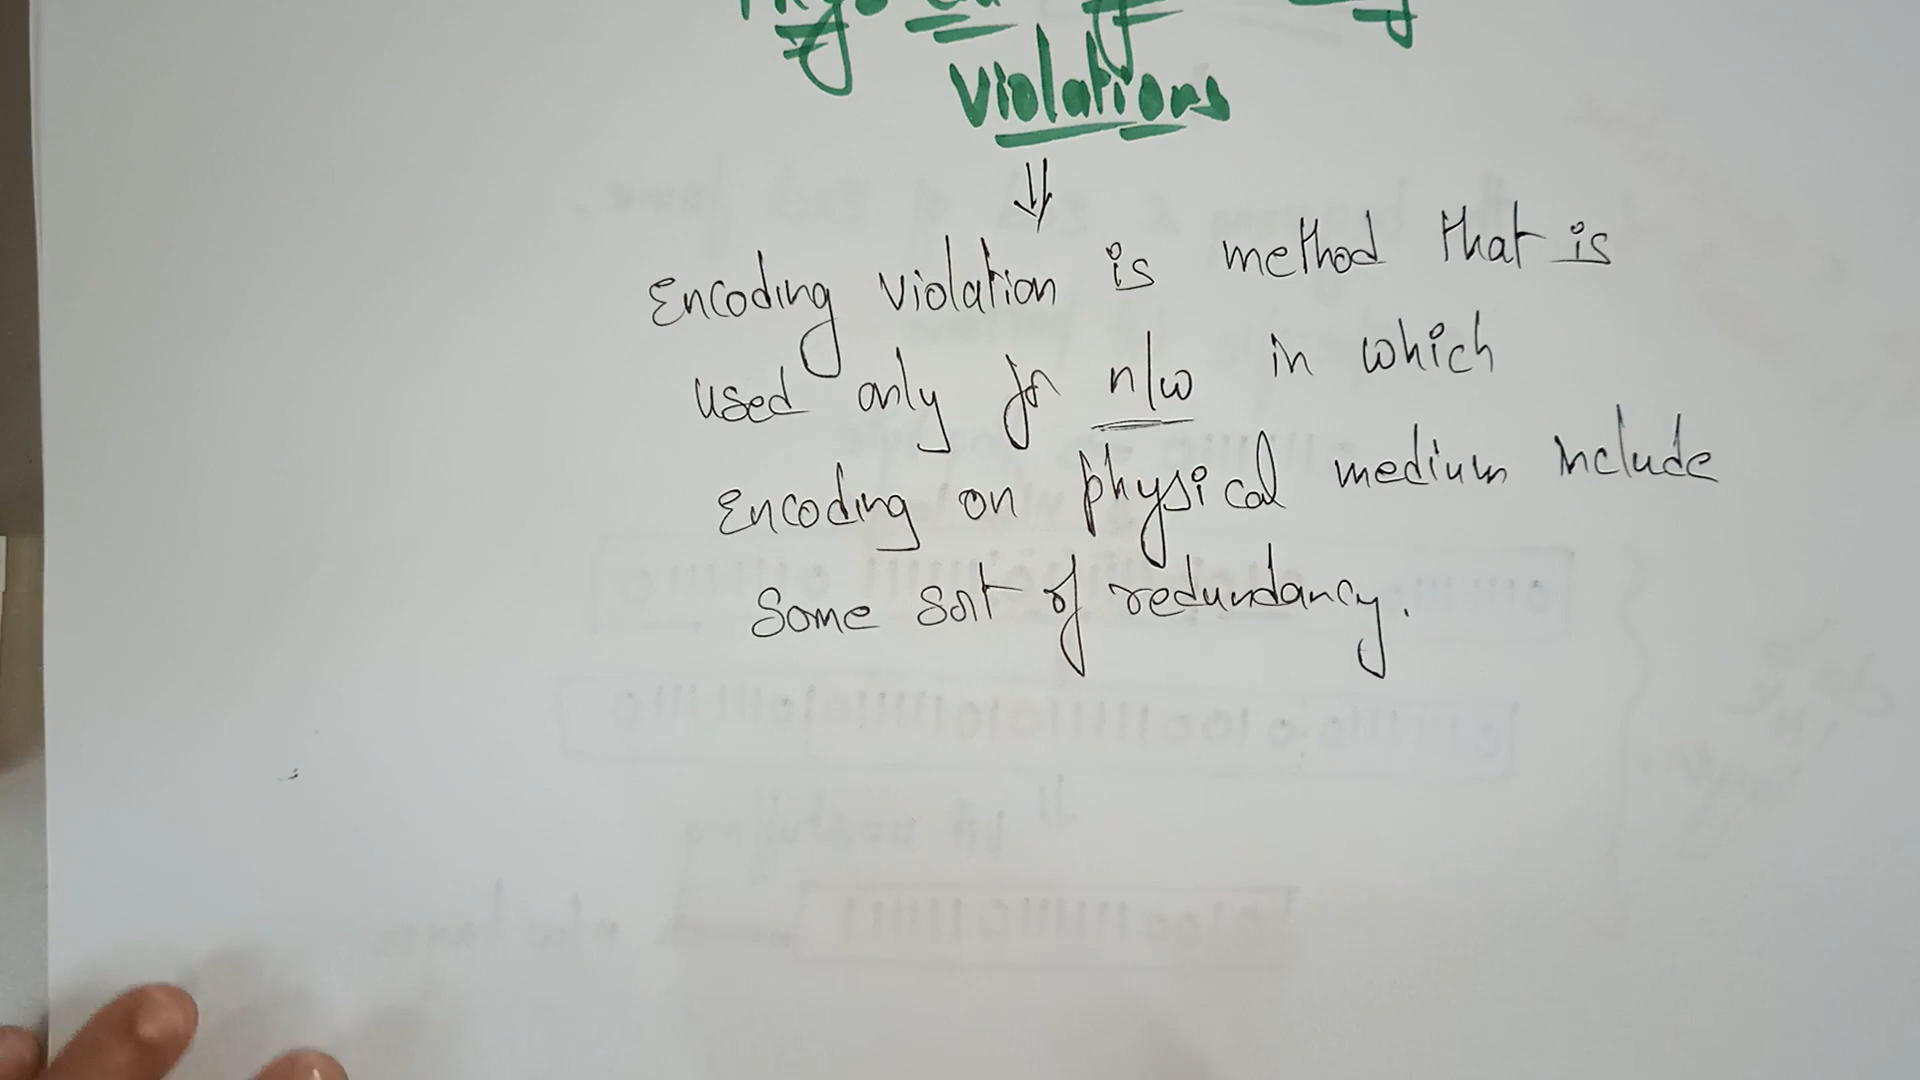 violations
⇓
Encoding violation is method that is
used only for n/w in which
encoding on physical medium include
some sort of redundancy.